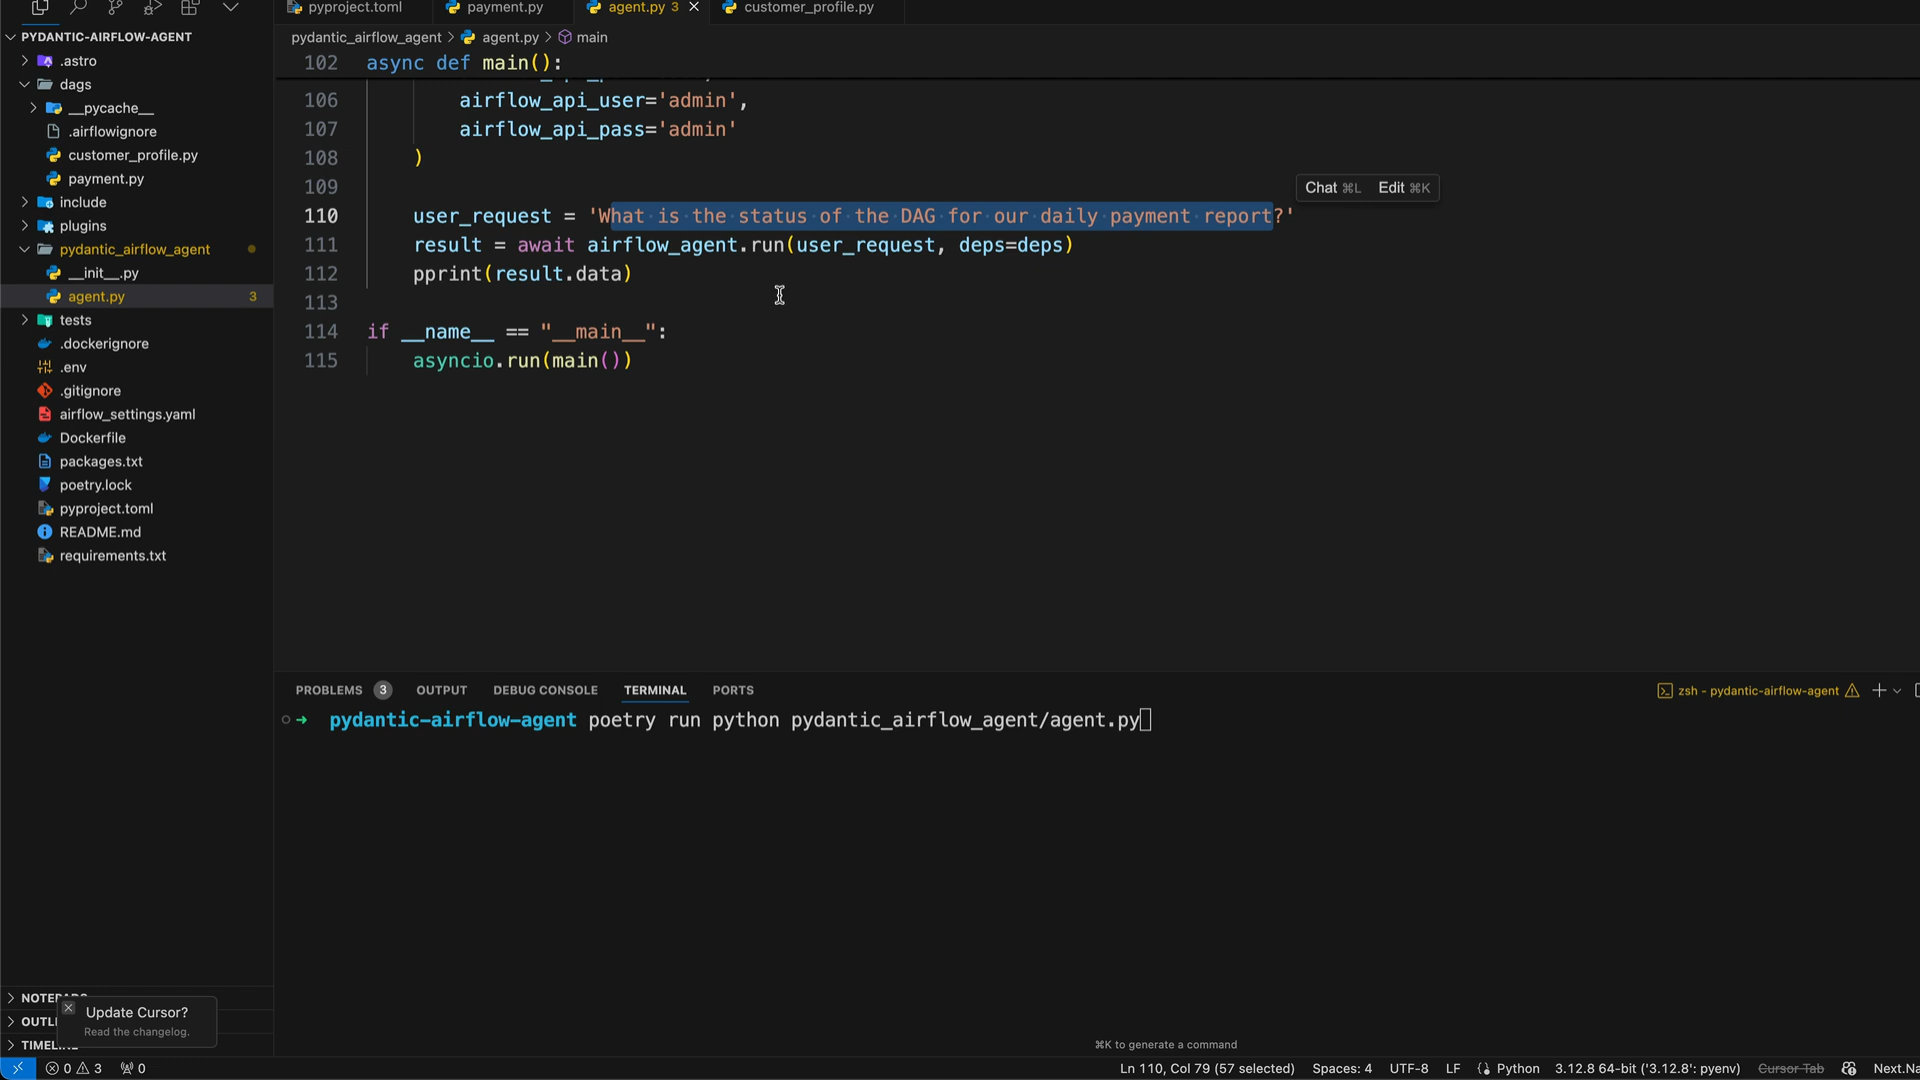 pyproject.toml
payment.py
agent.py 3
customer_profile.py
PYDANTIC-AIRFLOW-AGENT
.astro
dags
__pycache__
.airflowignore
customer_profile.py
payment.py
include
plugins
pydantic_airflow_agent
__init__.py
agent.py 3
tests
.dockerignore
.env
.gitignore
airflow_settings.yaml
Dockerfile
packages.txt
poetry.lock
pyproject.toml
README.md
requirements.txt
pydantic_airflow_agent > agent.py > main
102 async def main():
106 airflow_api_user='admin',
107 airflow_api_pass='admin'
108 )
109
Chat ⌘L Edit ⌘K
110 user_request = 'What is the status of the DAG for our daily payment report?'
111 result = await airflow_agent.run(user_request, deps=deps)
112 pprint(result.data)
113
114 if __name__ == "__main__":
115 asyncio.run(main())
PROBLEMS 3 OUTPUT DEBUG CONSOLE TERMINAL PORTS
zsh - pydantic-airflow-agent
pydantic-airflow-agent poetry run python pydantic_airflow_agent/agent.py
Update Cursor?
Read the changelog.
⌘K to generate a command
0 3 0
Ln 110, Col 79 (57 selected) Spaces: 4 UTF-8 LF Python 3.12.8 64-bit ('3.12.8': pyenv) Cursor Tab